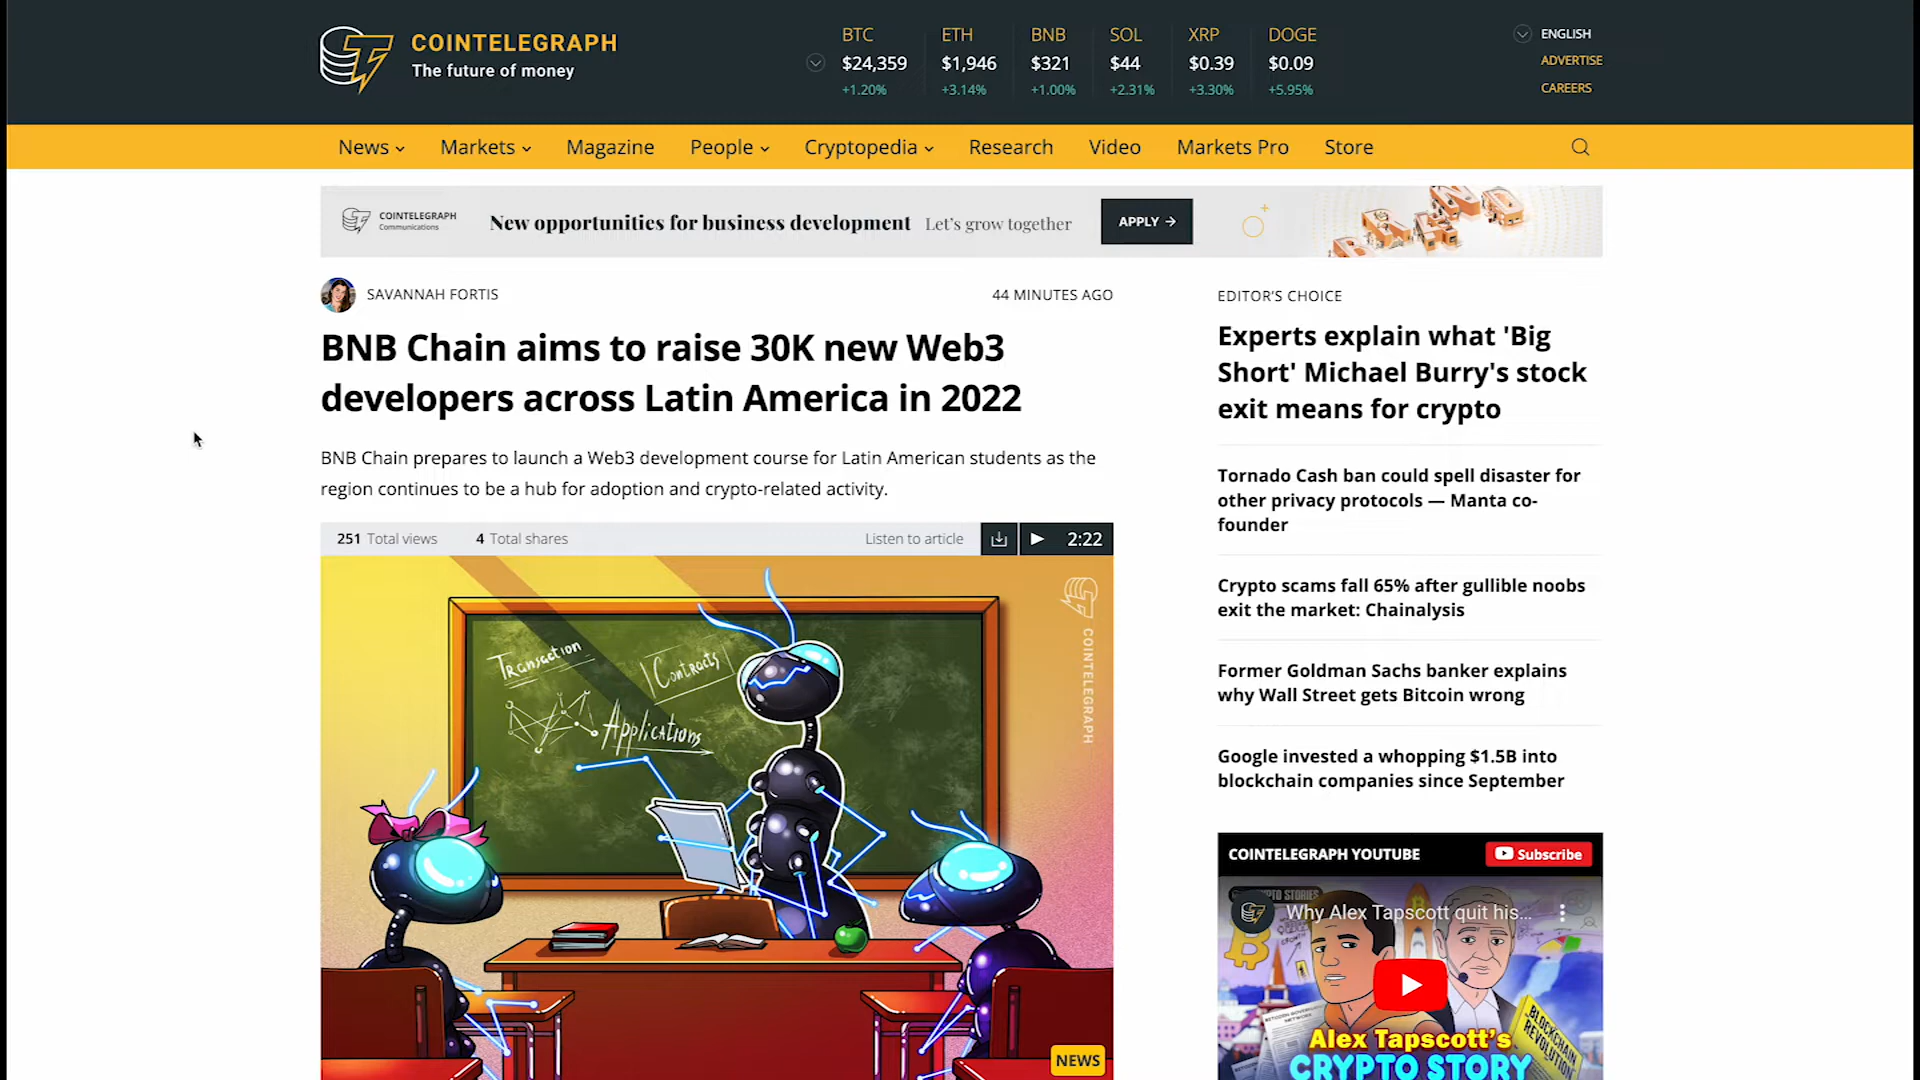 COINTELEGRAPH
The future of money
BTC ETH BNB SOL XRP DOGE
$24,359 $1,946 $321 $44 $0.39 $0.09
+1.20% +3.14% +1.00% +2.31% +3.30% +5.95%
ENGLISH
ADVERTISE
CAREERS
News Markets Magazine People Cryptopedia Research Video Markets Pro Store
COINTELEGRAPH
Communications
New opportunities for business development Let's grow together APPLY →
SAVANNAH FORTIS 44 MINUTES AGO
BNB Chain aims to raise 30K new Web3
developers across Latin America in 2022
BNB Chain prepares to launch a Web3 development course for Latin American students as the
region continues to be a hub for adoption and crypto-related activity.
251 Total views 4 Total shares Listen to article 2:22
Transaction
Contracts
Applications
COINTELEGRAPH
NEWS
EDITOR'S CHOICE
Experts explain what 'Big
Short' Michael Burry's stock
exit means for crypto
Tornado Cash ban could spell disaster for
other privacy protocols — Manta co-
founder
Crypto scams fall 65% after gullible noobs
exit the market: Chainalysis
Former Goldman Sachs banker explains
why Wall Street gets Bitcoin wrong
Google invested a whopping $1.5B into
blockchain companies since September
COINTELEGRAPH YOUTUBE Subscribe
Why Alex Tapscott quit his...
BLOCKCHAIN
REVOLUTION
Alex Tapscott's
CRYPTO STORY